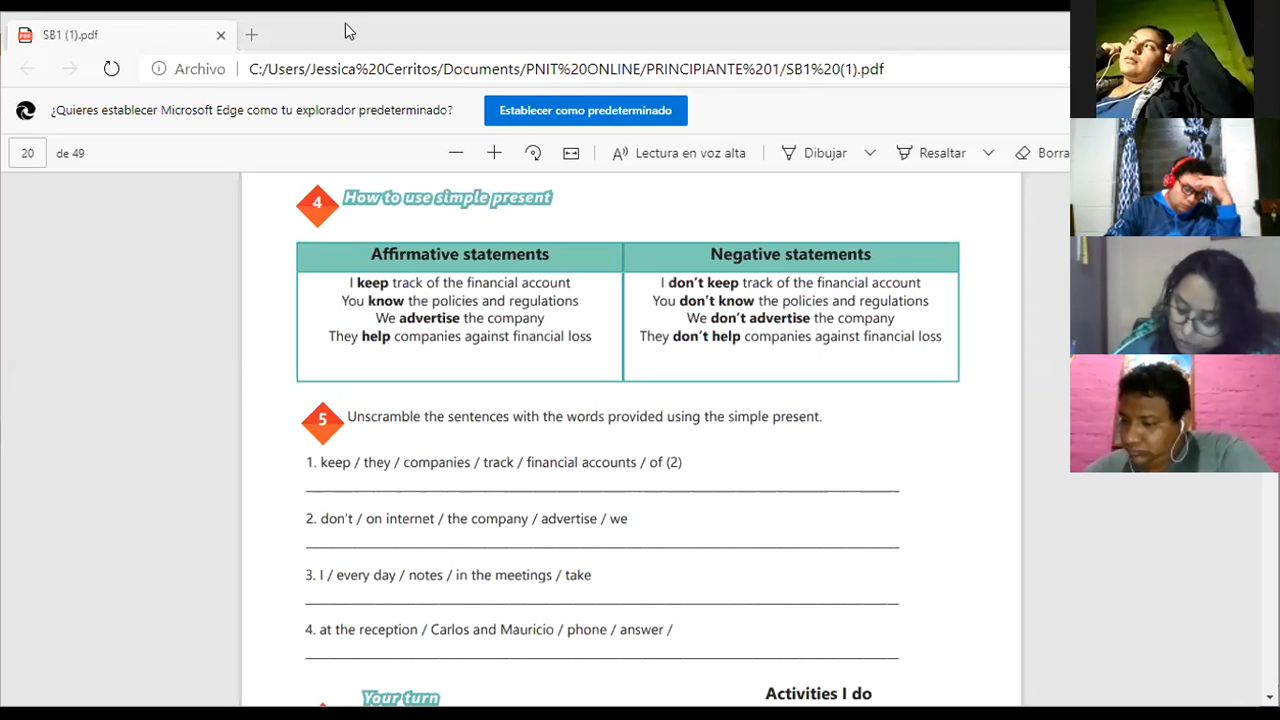 SB1 (1).pdf
Archivo C:/Users/Jessica%20Cerritos/Documents/PNIT%20ONLINE/PRINCIPIANTE%201/SB1%20(1).pdf
¿Quieres establecer Microsoft Edge como tu explorador predeterminado? Establecer como predeterminado
20 de 49 Lectura en voz alta Dibujar Resaltar Borra
4 How to use simple present
Affirmative statements Negative statements
I keep track of the financial account I don't keep track of the financial account
You know the policies and regulations You don't know the policies and regulations
We advertise the company We don't advertise the company
They help companies against financial loss They don't help companies against financial loss
5 Unscramble the sentences with the words provided using the simple present.
1. keep / they / companies / track / financial accounts / of (2)
2. don't / on internet / the company / advertise / we
3. I / every day / notes / in the meetings / take
4. at the reception / Carlos and Mauricio / phone / answer /
Your turn Activities I do